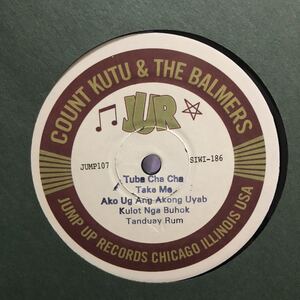 COUNT KUTU & THE BALMERS
JUR
JUMP107
SIWI-186
Tuba Cha Cha
Take Me
Ako Ug Ang Akong Uyab
Kulot Nga Buhok
Tanduay Rum
JUMP UP RECORDS CHICAGO ILLINOIS USA